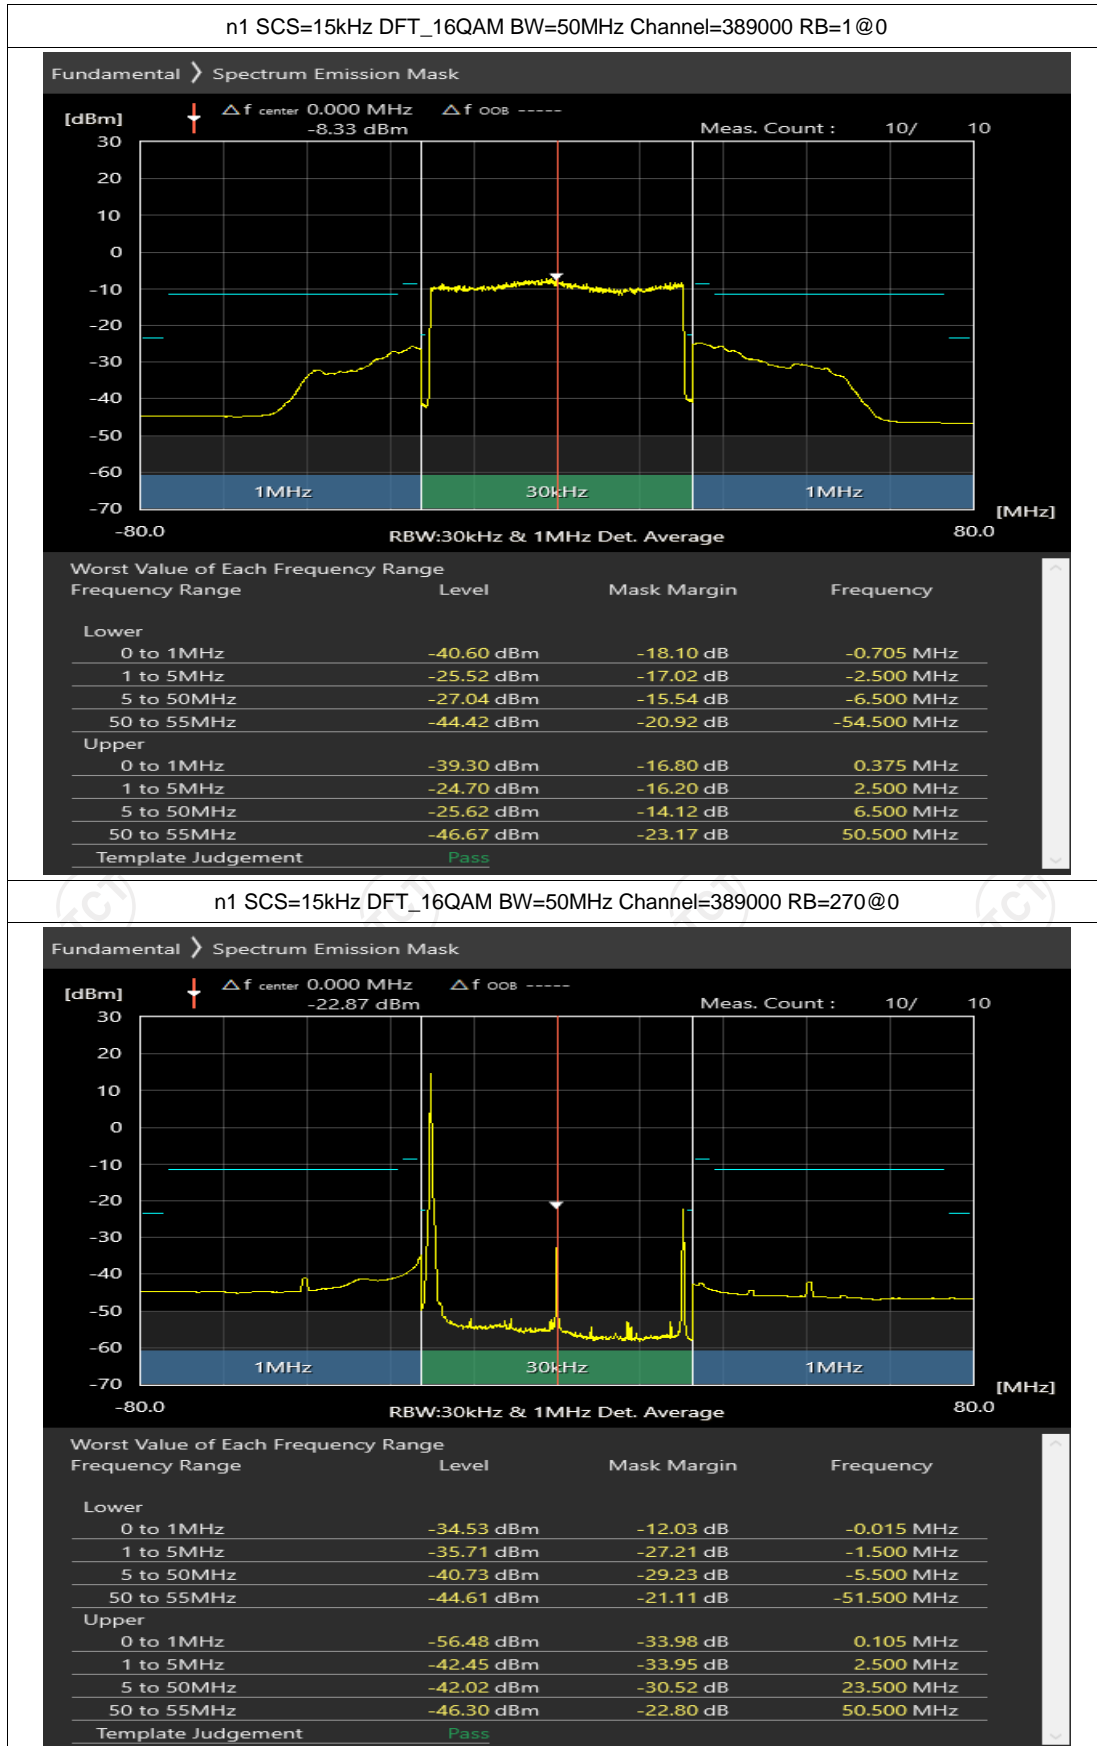 n1 SCS=15kHz DFT_16QAM BW=50MHz Channel=389000 RB=1@0
Fundamental ❯ Spectrum Emission Mask
[dBm] △f center 0.000 MHz △f OOB -----
-8.33 dBm Meas. Count : 10/ 10
30
20
10
0
-10
-20
-30
-40
-50
-60
1MHz 30kHz 1MHz
-70 [MHz]
-80.0 RBW:30kHz & 1MHz Det. Average 80.0
Worst Value of Each Frequency Range
Frequency Range Level Mask Margin Frequency
Lower
0 to 1MHz -40.60 dBm -18.10 dB -0.705 MHz
1 to 5MHz -25.52 dBm -17.02 dB -2.500 MHz
5 to 50MHz -27.04 dBm -15.54 dB -6.500 MHz
50 to 55MHz -44.42 dBm -20.92 dB -54.500 MHz
Upper
0 to 1MHz -39.30 dBm -16.80 dB 0.375 MHz
1 to 5MHz -24.70 dBm -16.20 dB 2.500 MHz
5 to 50MHz -25.62 dBm -14.12 dB 6.500 MHz
50 to 55MHz -46.67 dBm -23.17 dB 50.500 MHz
Template Judgement Pass
TCT TCT TCT TCT
n1 SCS=15kHz DFT_16QAM BW=50MHz Channel=389000 RB=270@0
Fundamental ❯ Spectrum Emission Mask
[dBm] △f center 0.000 MHz △f OOB -----
-22.87 dBm Meas. Count : 10/ 10
30
20
10
0
-10
-20
-30
-40
-50
-60
1MHz 30kHz 1MHz
-70 [MHz]
-80.0 RBW:30kHz & 1MHz Det. Average 80.0
Worst Value of Each Frequency Range
Frequency Range Level Mask Margin Frequency
Lower
0 to 1MHz -34.53 dBm -12.03 dB -0.015 MHz
1 to 5MHz -35.71 dBm -27.21 dB -1.500 MHz
5 to 50MHz -40.73 dBm -29.23 dB -5.500 MHz
50 to 55MHz -44.61 dBm -21.11 dB -51.500 MHz
Upper
0 to 1MHz -56.48 dBm -33.98 dB 0.105 MHz
1 to 5MHz -42.45 dBm -33.95 dB 2.500 MHz
5 to 50MHz -42.02 dBm -30.52 dB 23.500 MHz
50 to 55MHz -46.30 dBm -22.80 dB 50.500 MHz
Template Judgement Pass